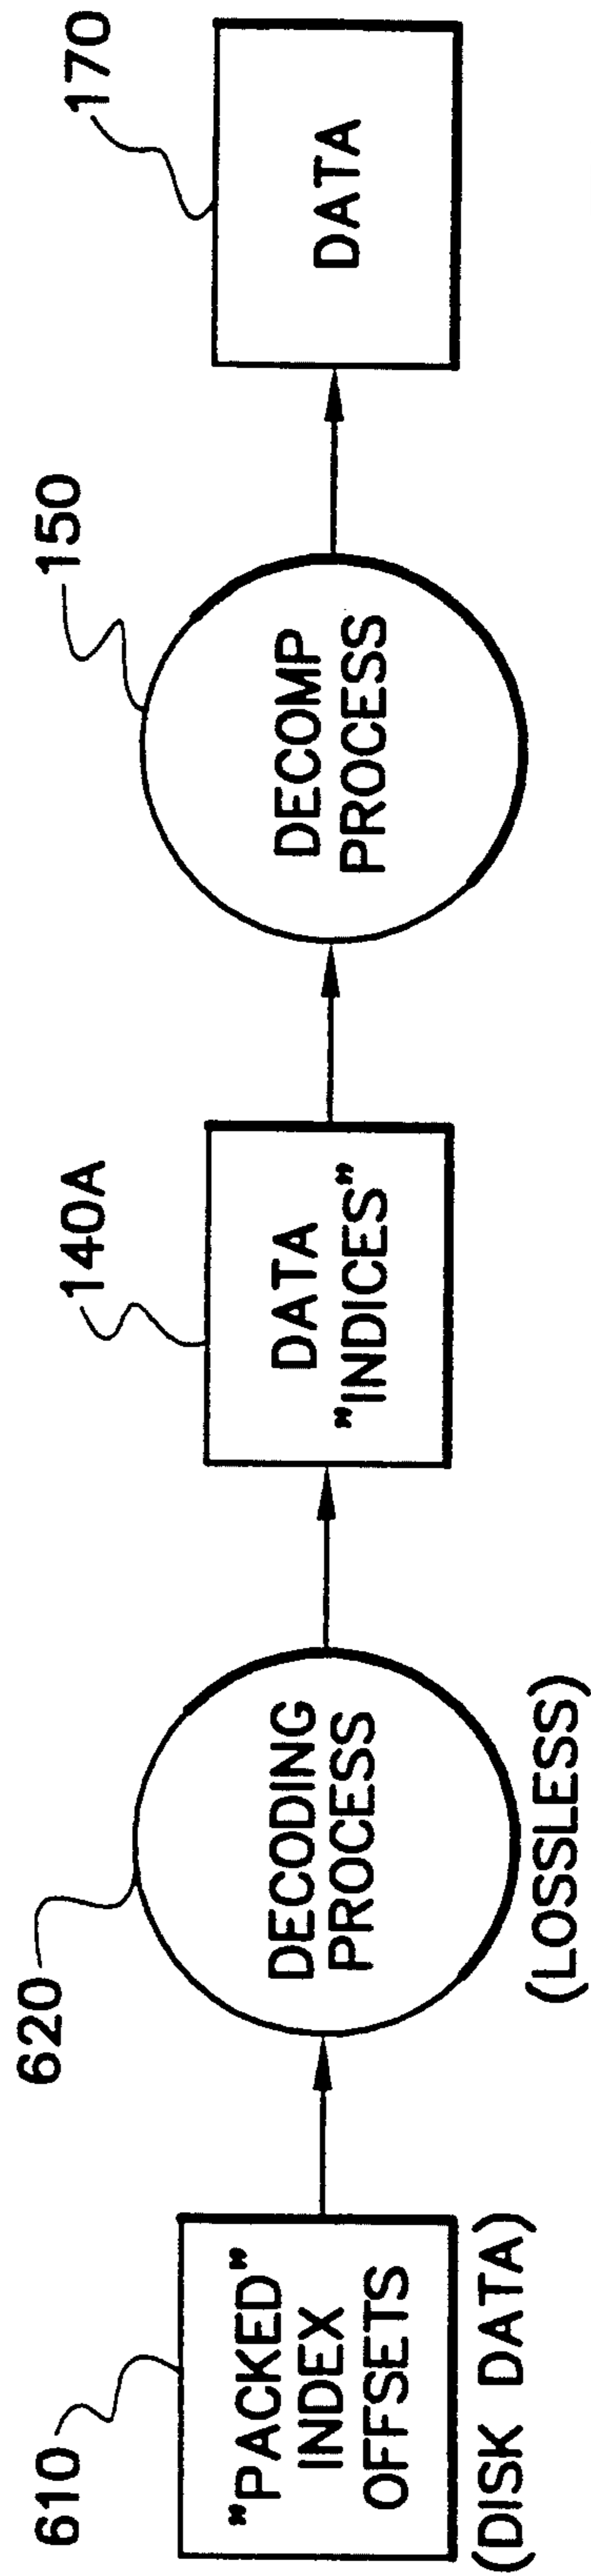 610
"PACKED"
INDEX
OFFSETS
(DISK DATA)
620
DECODING
PROCESS
(LOSSLESS)
140A
DATA
"INDICES"
150
DECOMP
PROCESS
170
DATA